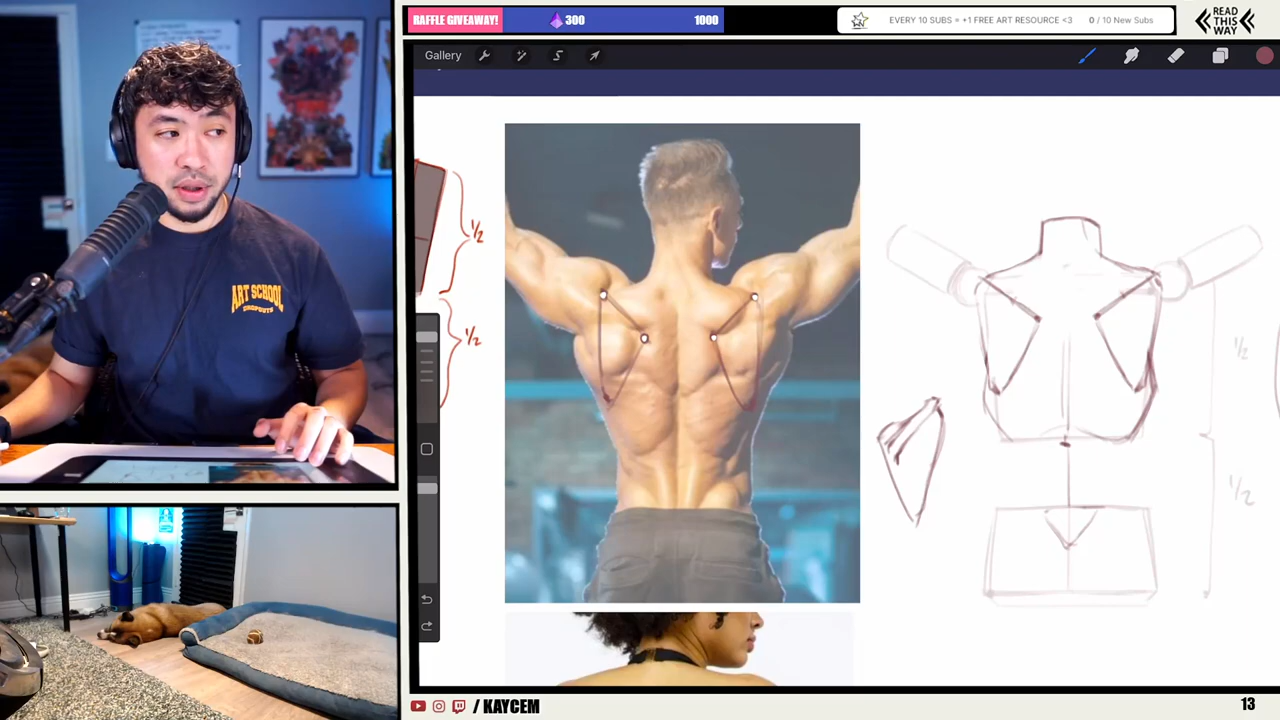 RAFFLE GIVEAWAY! 300 1000
EVERY 10 SUBS = +1 FREE ART RESOURCE <3 0 / 10 New Subs
READ
THIS
WAY
Gallery
1/2
1/2
ART SCHOOL
DROPOUTS
1/2
1/2
/ KAYCEM
13